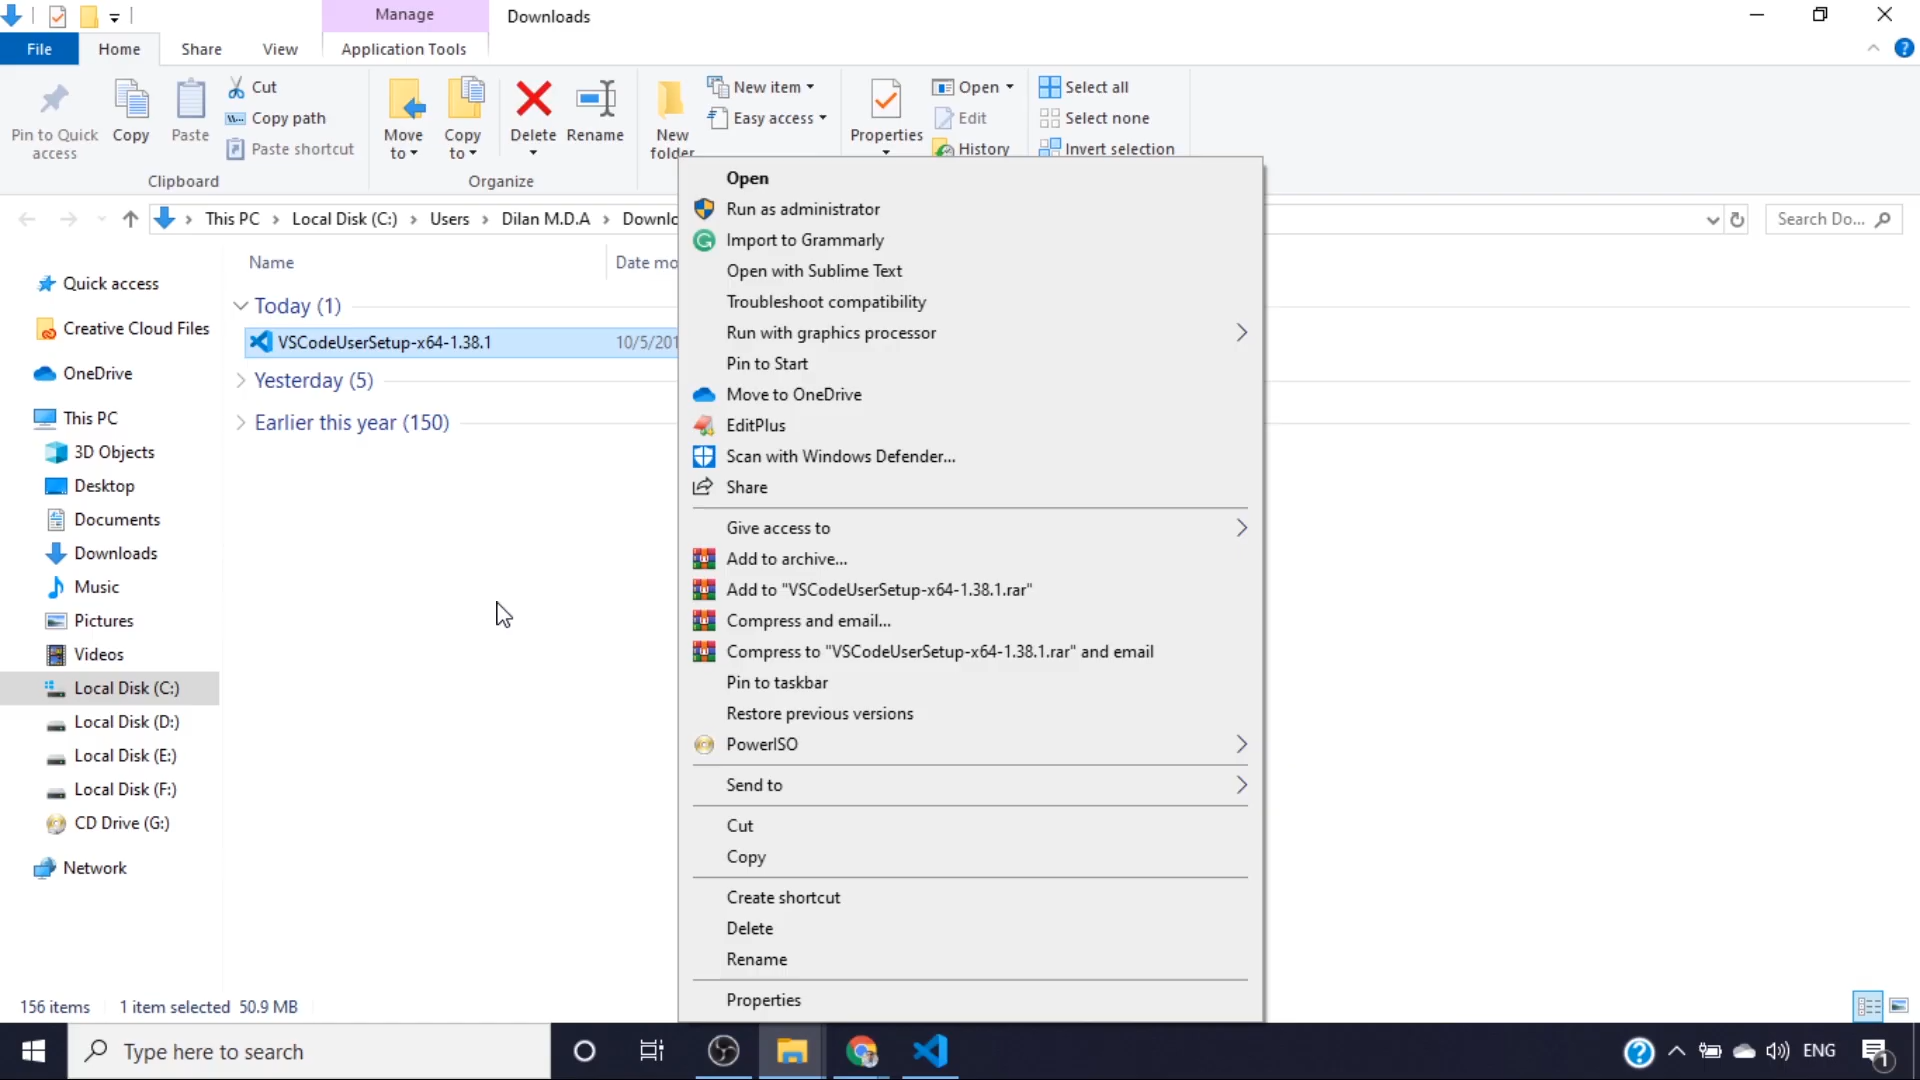 Manage
Downloads
File
Home
Share
View
Application Tools
Pin to Quick
access
Copy
Paste
Cut
Copy path
Paste shortcut
Clipboard
Move
to
Copy
to
Delete
Rename
Organize
New
folder
New item
Easy access
Properties
Open
Edit
History
Select all
Select none
Invert selection
This PC
Local Disk (C:)
Users
Dilan M.D.A
Downlo
Search Do...
Name
Date mo
Quick access
Creative Cloud Files
OneDrive
This PC
3D Objects
Desktop
Documents
Downloads
Music
Pictures
Videos
Local Disk (C:)
Local Disk (D:)
Local Disk (E:)
Local Disk (F:)
CD Drive (G:)
Network
Today (1)
VSCodeUserSetup-x64-1.38.1
10/5/201
Yesterday (5)
Earlier this year (150)
Open
Run as administrator
Import to Grammarly
Open with Sublime Text
Troubleshoot compatibility
Run with graphics processor
Pin to Start
Move to OneDrive
EditPlus
Scan with Windows Defender...
Share
Give access to
Add to archive...
Add to "VSCodeUserSetup-x64-1.38.1.rar"
Compress and email...
Compress to "VSCodeUserSetup-x64-1.38.1.rar" and email
Pin to taskbar
Restore previous versions
PowerISO
Send to
Cut
Copy
Create shortcut
Delete
Rename
Properties
156 items
1 item selected 50.9 MB
Type here to search
ENG
1